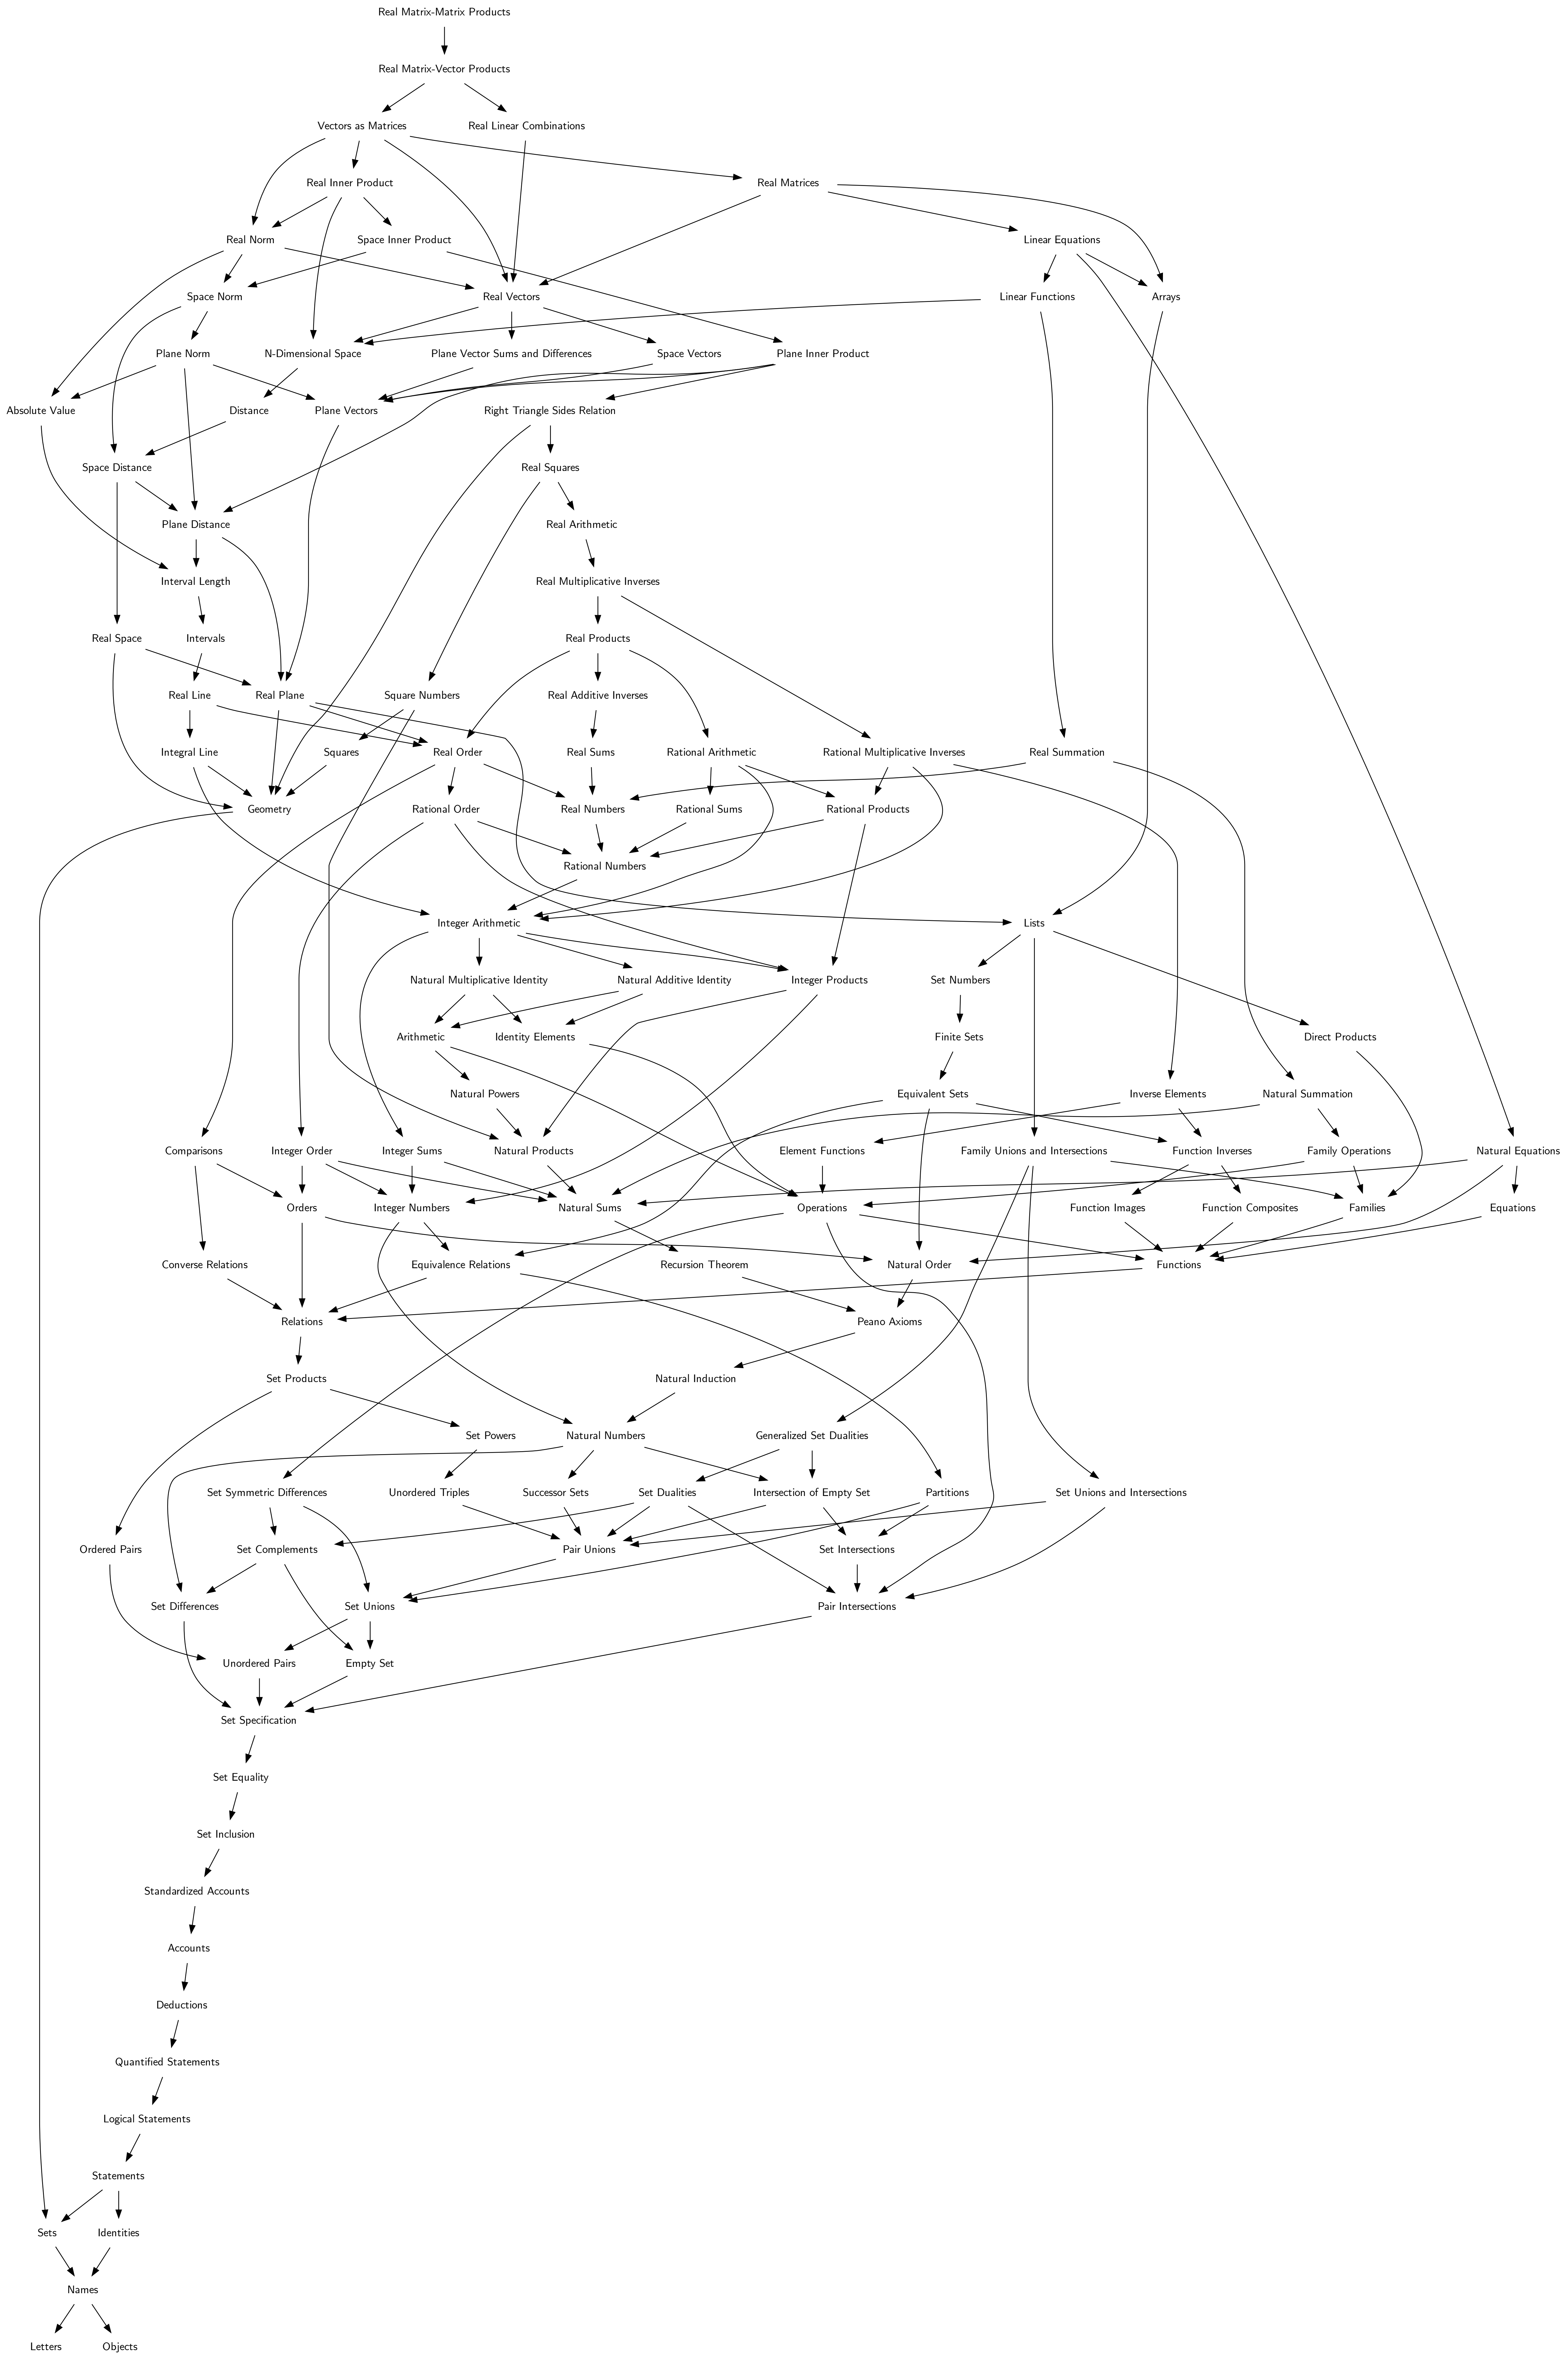 Real Matrix-Matrix Products
Real Matrix-Vector Products
Vectors as Matrices
Real Linear Combinations
Real Inner Product
Real Matrices
Real Norm
Space Inner Product
Linear Equations
Space Norm
Real Vectors
Linear Functions
Arrays
Plane Norm
N-Dimensional Space
Plane Vector Sums and Differences
Space Vectors
Plane Inner Product
Absolute Value
Distance
Plane Vectors
Right Triangle Sides Relation
Space Distance
Real Squares
Plane Distance
Real Arithmetic
Interval Length
Real Multiplicative Inverses
Real Space
Intervals
Real Products
Real Line
Real Plane
Square Numbers
Real Additive Inverses
Integral Line
Squares
Real Order
Real Sums
Rational Arithmetic
Rational Multiplicative Inverses
Real Summation
Geometry
Rational Order
Real Numbers
Rational Sums
Rational Products
Rational Numbers
Integer Arithmetic
Lists
Natural Multiplicative Identity
Natural Additive Identity
Integer Products
Set Numbers
Arithmetic
Identity Elements
Finite Sets
Direct Products
Natural Powers
Equivalent Sets
Inverse Elements
Natural Summation
Comparisons
Integer Order
Integer Sums
Natural Products
Element Functions
Family Unions and Intersections
Function Inverses
Family Operations
Natural Equations
Orders
Integer Numbers
Natural Sums
Operations
Function Images
Function Composites
Families
Equations
Converse Relations
Equivalence Relations
Recursion Theorem
Natural Order
Functions
Relations
Peano Axioms
Set Products
Natural Induction
Set Powers
Natural Numbers
Generalized Set Dualities
Set Symmetric Differences
Unordered Triples
Successor Sets
Set Dualities
Intersection of Empty Set
Partitions
Set Unions and Intersections
Ordered Pairs
Set Complements
Pair Unions
Set Intersections
Set Differences
Set Unions
Pair Intersections
Unordered Pairs
Empty Set
Set Specification
Set Equality
Set Inclusion
Standardized Accounts
Accounts
Deductions
Quantified Statements
Logical Statements
Statements
Sets
Identities
Names
Letters
Objects